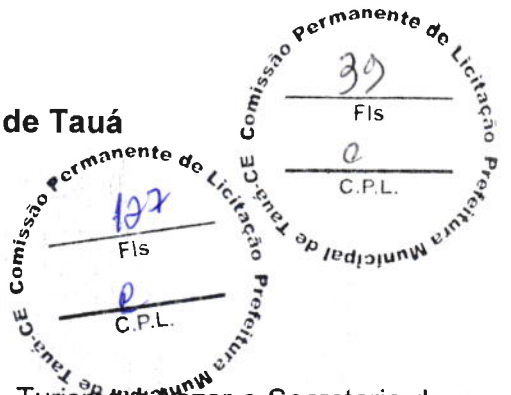 Comissão Permanente de Licitação Prefeitura Municipal de Tauá-CE
39
Fls
C.P.L.
de Tauá
Comissão Permanente de Licitação Prefeitura Municipal de Tauá-CE
127
Fls
C.P.L.